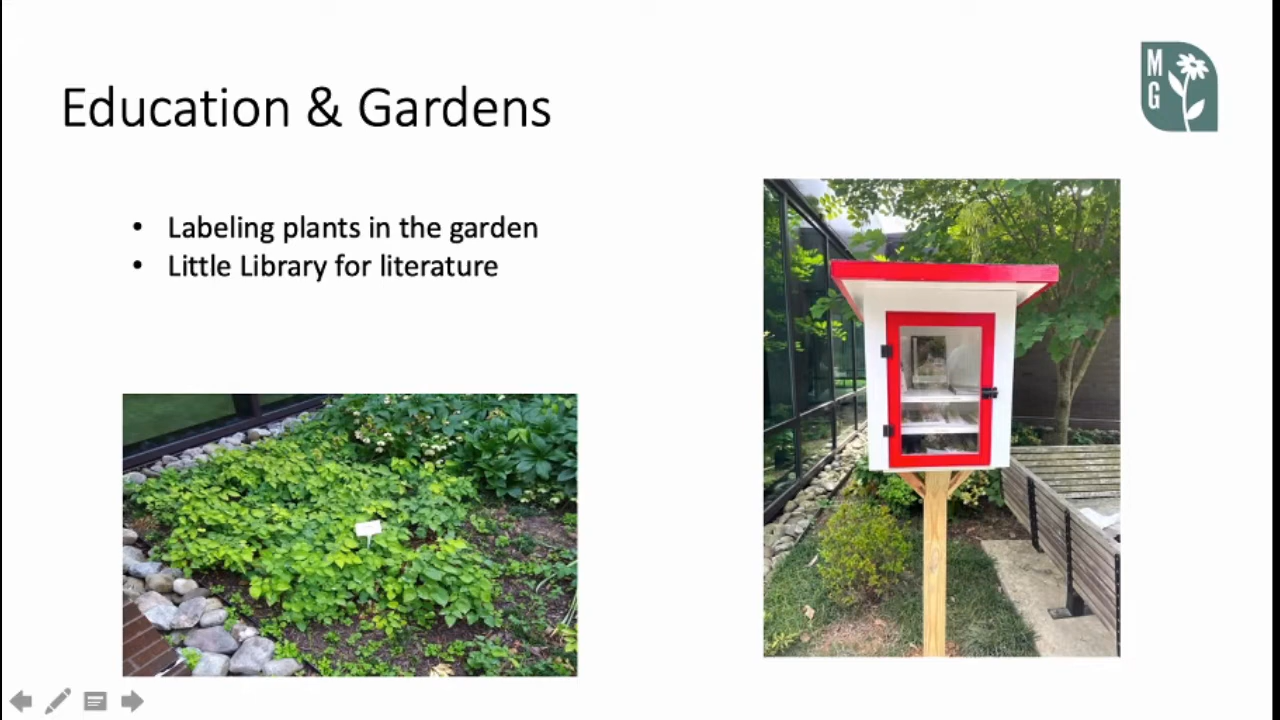 Education & Gardens
M
G
• Labeling plants in the garden
• Little Library for literature